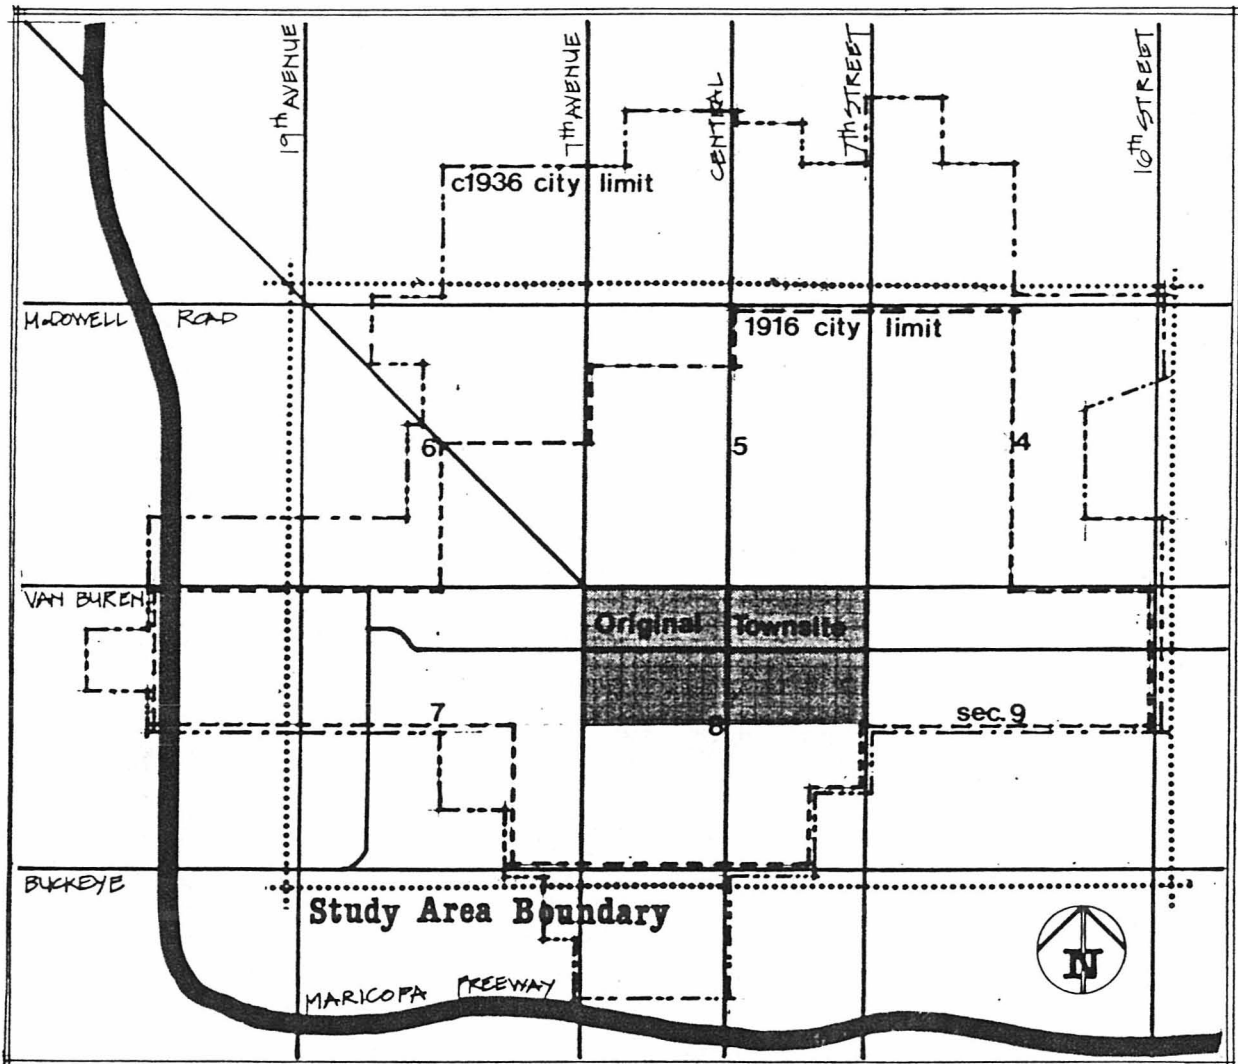 19th AVENUE
7th AVENUE
CENTRAL
7th STREET
16th STREET
c1936 city limit
McDOWELL ROAD
1916 city limit
6
5
4
VAN BUREN
Original Townsite
7
8
sec. 9
BUCKEYE
Study Area Boundary
N
MARICOPA FREEWAY